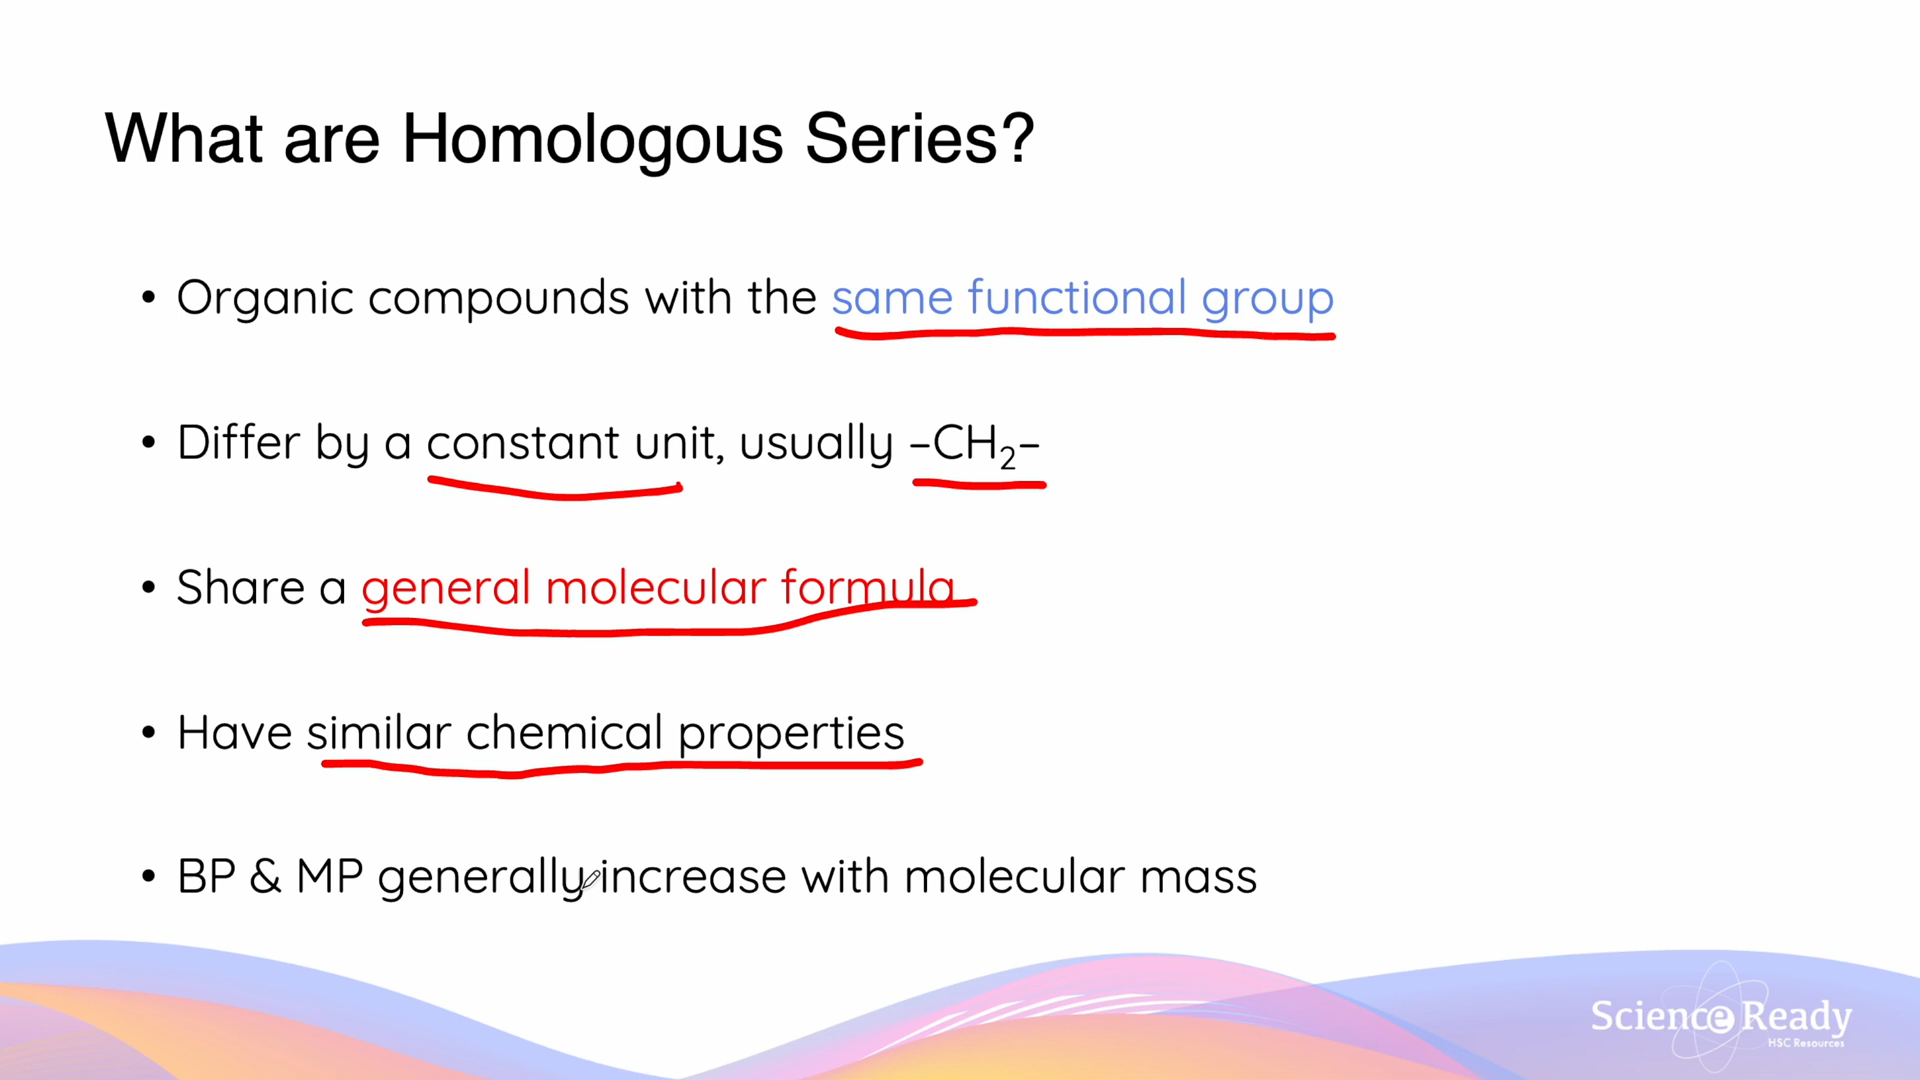 What are Homologous Series?
• Organic compounds with the same functional group
• Differ by a constant unit, usually –CH₂–
• Share a general molecular formula
• Have similar chemical properties
• BP & MP generally increase with molecular mass
Science Ready
HSC Resources